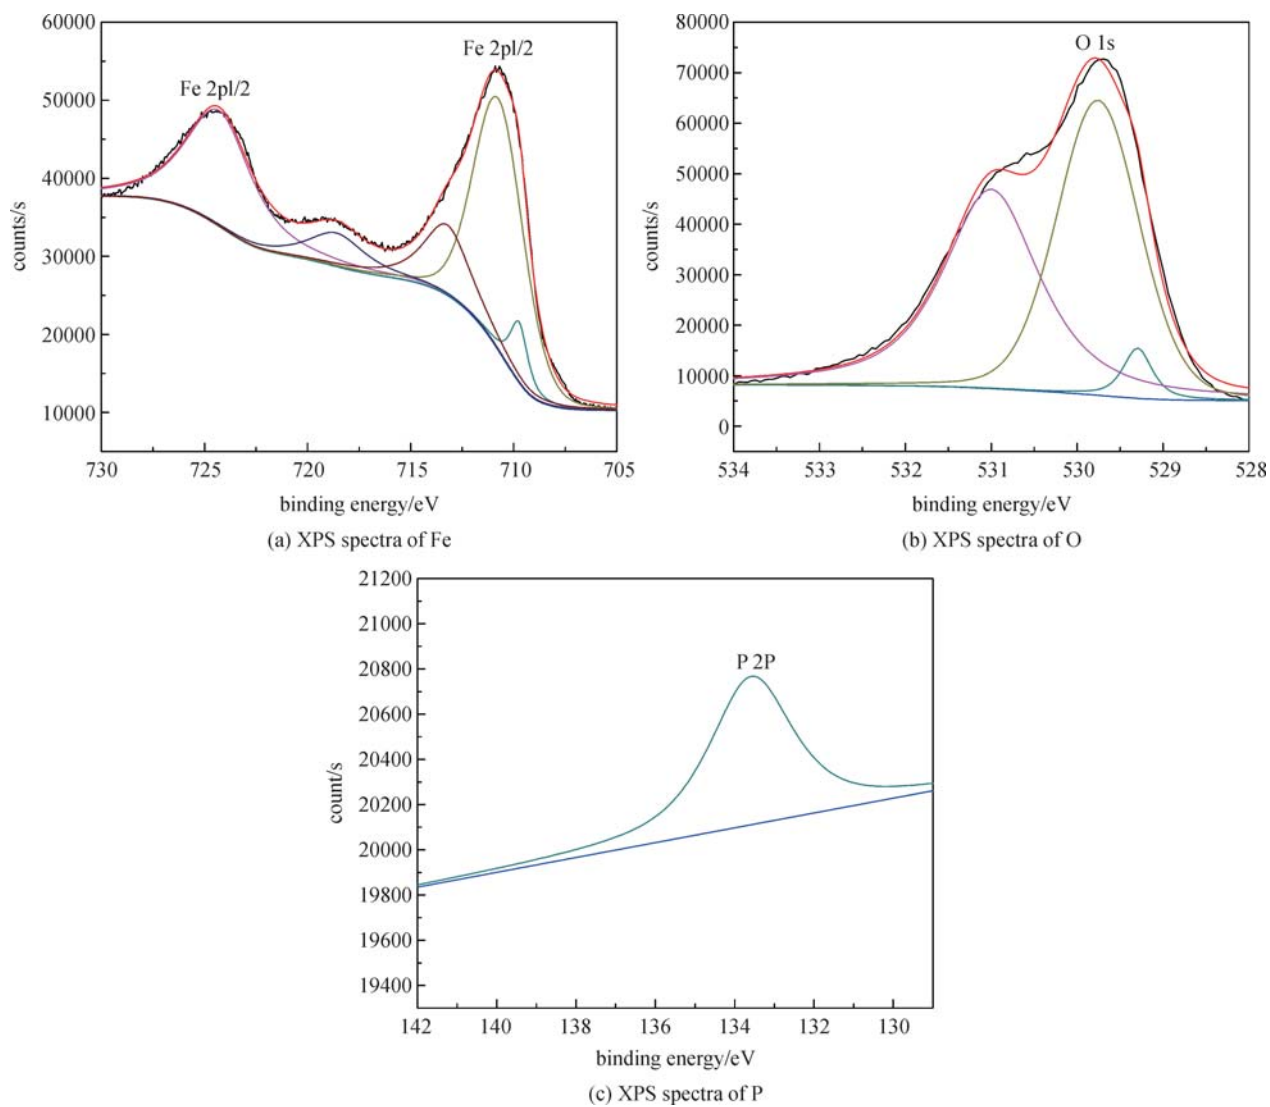 60000
50000
40000
30000
20000
10000
counts/s
Fe 2pl/2
Fe 2pl/2
730 725 720 715 710 705
binding energy/eV
(a) XPS spectra of Fe
80000
70000
60000
50000
40000
30000
20000
10000
0
counts/s
O 1s
534 533 532 531 530 529 528
binding energy/eV
(b) XPS spectra of O
21200
21000
20800
20600
20400
20200
20000
19800
19600
19400
count/s
P 2P
142 140 138 136 134 132 130
binding energy/eV
(c) XPS spectra of P